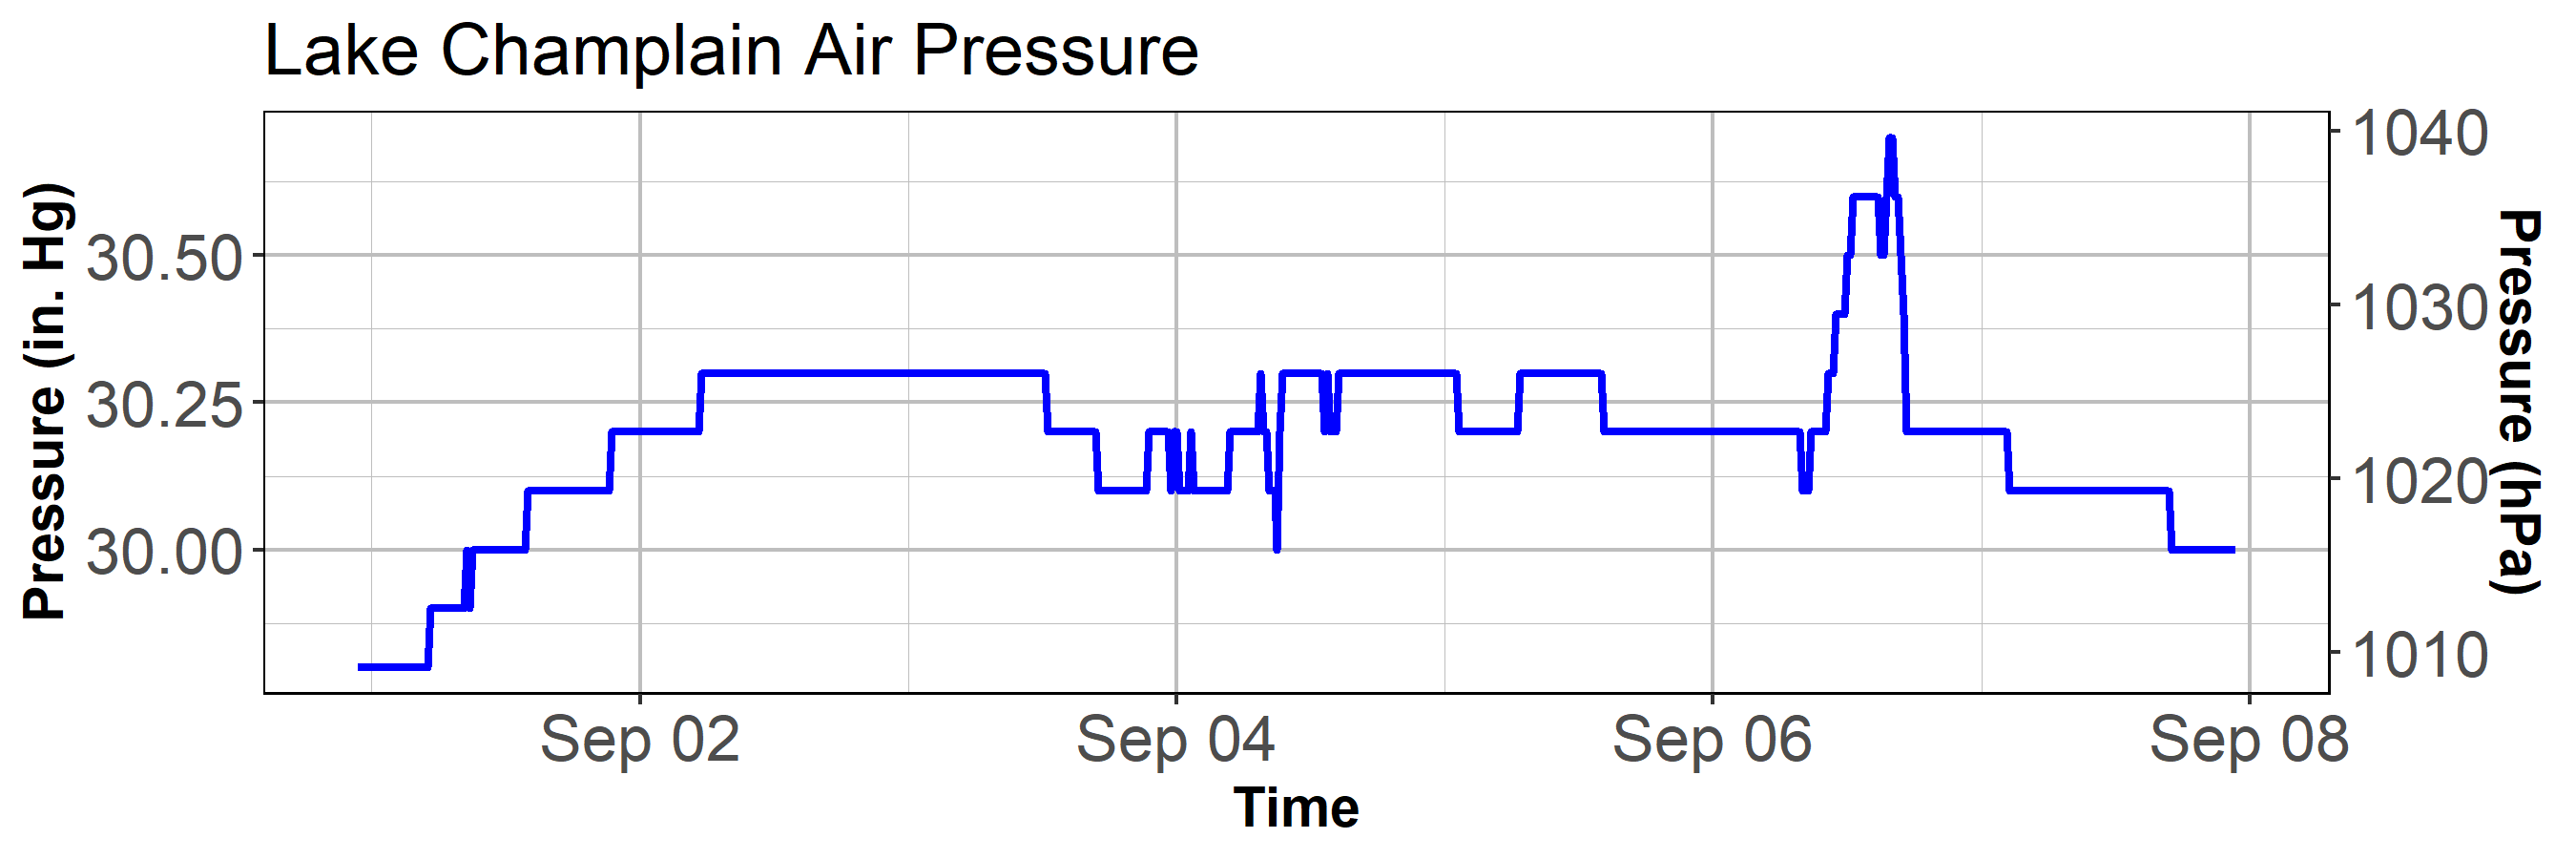 Lake Champlain Air Pressure
Pressure (in. Hg)
30.50
30.25
30.00
1040
1030
1020
1010
Pressure (hPa)
Sep 02 Sep 04 Sep 06 Sep 08
Time